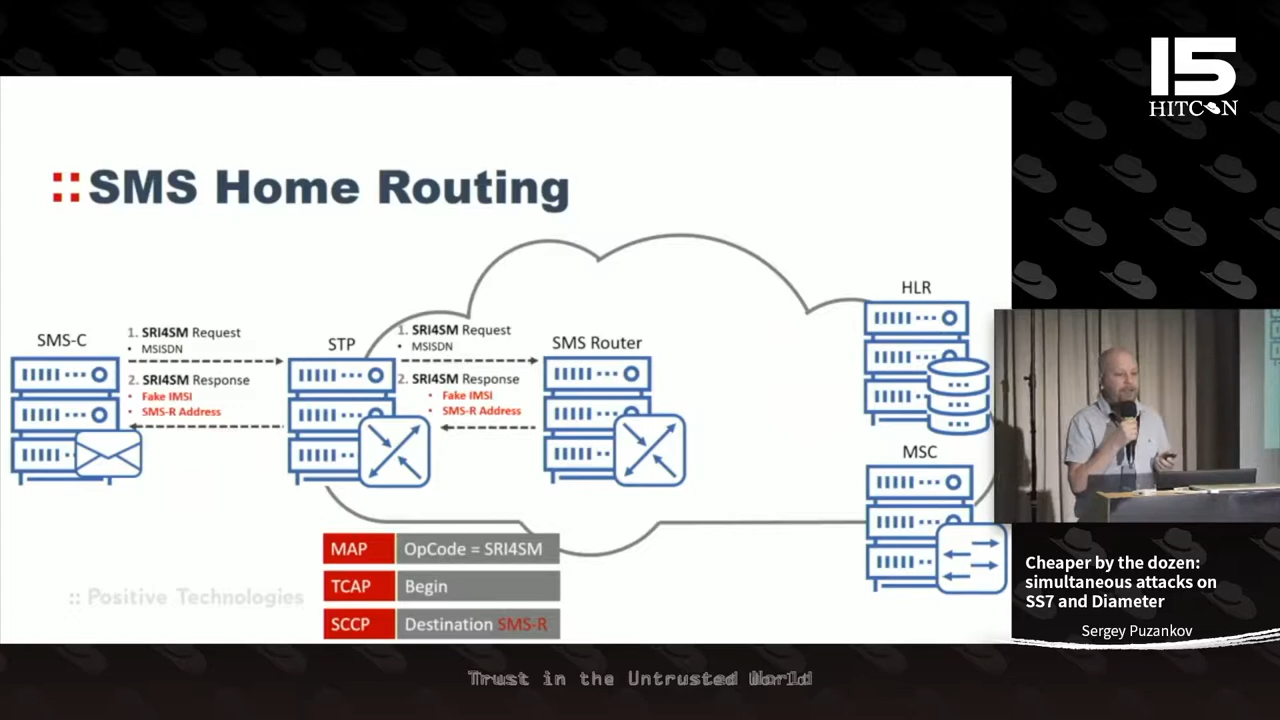 15
HITCON
:: SMS Home Routing
HLR
SMS-C
1. SRI4SM Request
• MSISDN
2. SRI4SM Response
• Fake IMSI
• SMS-R Address
STP
1. SRI4SM Request
• MSISDN
2. SRI4SM Response
• Fake IMSI
• SMS-R Address
SMS Router
MSC
MAP OpCode = SRI4SM
TCAP Begin
SCCP Destination SMS-R
:: Positive Technologies
Cheaper by the dozen:
simultaneous attacks on
SS7 and Diameter
Sergey Puzankov
Trust in the Untrusted World